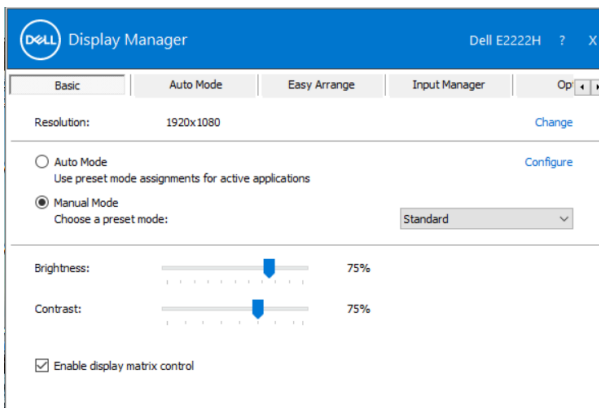 DELL Display Manager Dell E2222H ? X
Basic Auto Mode Easy Arrange Input Manager Op
Resolution: 1920x1080 Change
Auto Mode Configure
Use preset mode assignments for active applications
Manual Mode
Choose a preset mode: Standard
Brightness: 75%
Contrast: 75%
Enable display matrix control